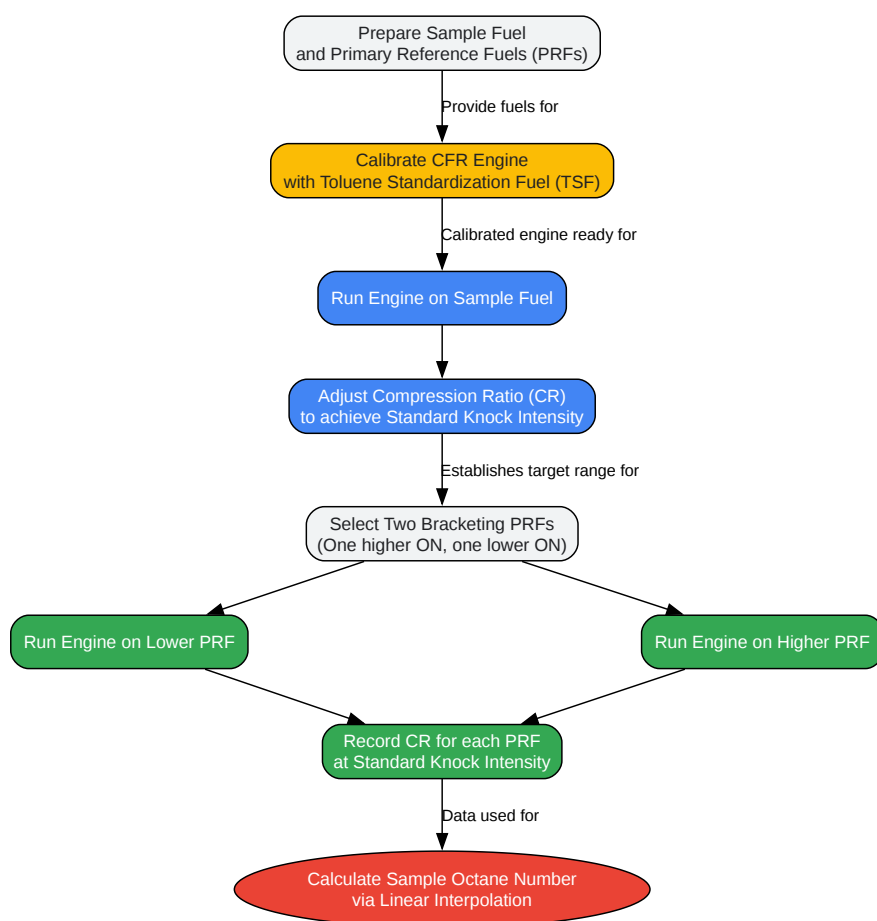 Prepare Sample Fuel
and Primary Reference Fuels (PRFs)
Provide fuels for
Calibrate CFR Engine
with Toluene Standardization Fuel (TSF)
Calibrated engine ready for
Run Engine on Sample Fuel
Adjust Compression Ratio (CR)
to achieve Standard Knock Intensity
Establishes target range for
Select Two Bracketing PRFs
(One higher ON, one lower ON)
Run Engine on Lower PRF
Run Engine on Higher PRF
Record CR for each PRF
at Standard Knock Intensity
Data used for
Calculate Sample Octane Number
via Linear Interpolation